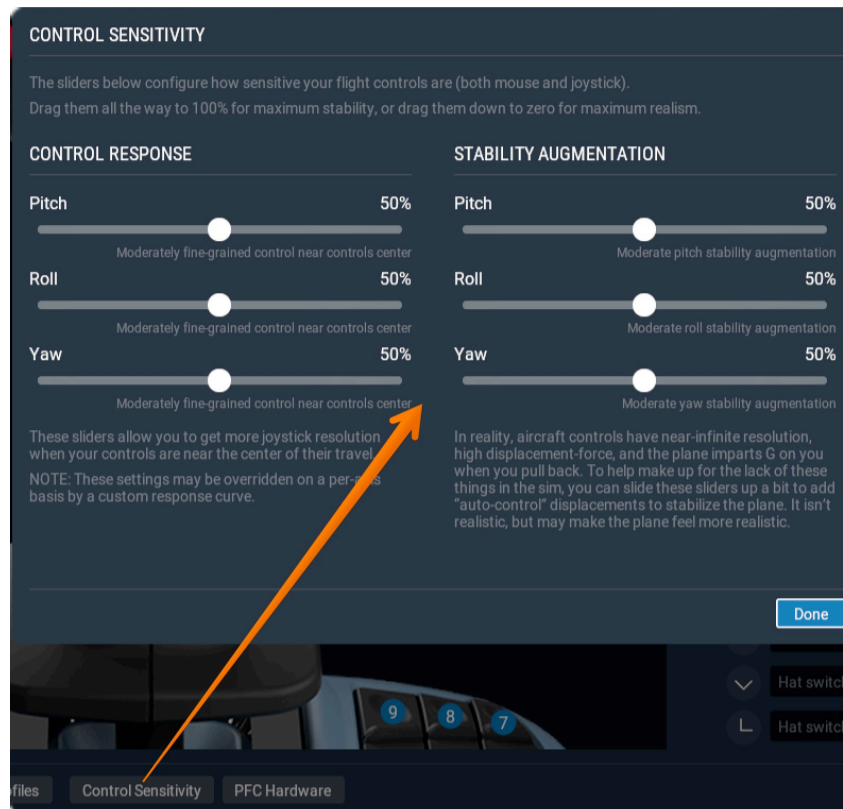 CONTROL SENSITIVITY
The sliders below configure how sensitive your flight controls are (both mouse and joystick).
Drag them all the way to 100% for maximum stability, or drag them down to zero for maximum realism.
CONTROL RESPONSE
Pitch 50%
Moderately fine-grained control near controls center
Roll 50%
Moderately fine-grained control near controls center
Yaw 50%
Moderately fine-grained control near controls center
These sliders allow you to get more joystick resolution
when your controls are near the center of their travel.
NOTE: These settings may be overridden on a per-axis
basis by a custom response curve.
STABILITY AUGMENTATION
Pitch 50%
Moderate pitch stability augmentation
Roll 50%
Moderate roll stability augmentation
Yaw 50%
Moderate yaw stability augmentation
In reality, aircraft controls have near-infinite resolution,
high displacement-force, and the plane imparts G on you
when you pull back. To help make up for the lack of these
things in the sim, you can slide these sliders up a bit to add
“auto-control” displacements to stabilize the plane. It isn’t
realistic, but may make the plane feel more realistic.
Done
9 8 7
Hat switc
Hat switc
files Control Sensitivity PFC Hardware